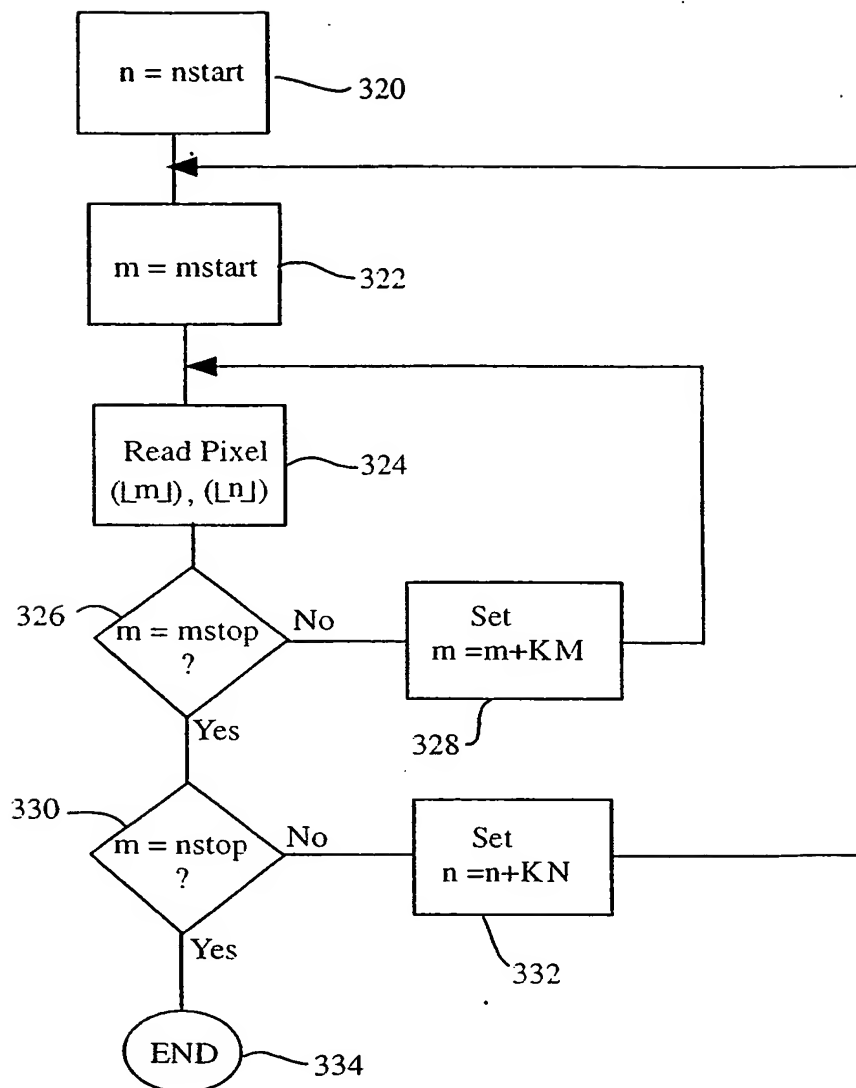 n = nstart
320
m = mstart
322
Read Pixel
(⌊m⌋), (⌊n⌋)
324
326
m = mstop
?
No
Set
m =m+KM
328
Yes
330
m = nstop
?
No
Set
n =n+KN
332
Yes
END
334